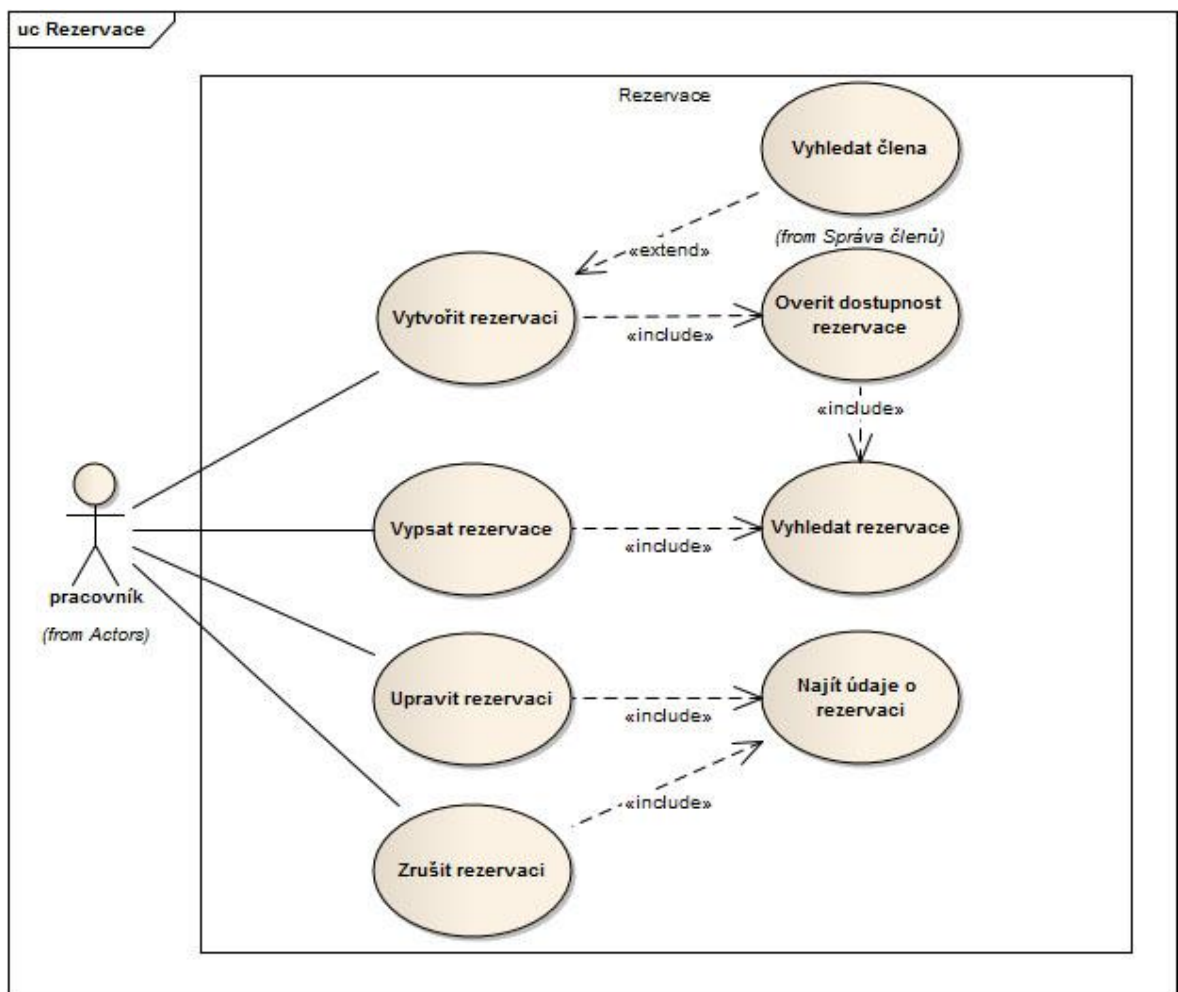 uc Rezervace
Rezervace
Vyhledat člena
(from Správa členů)
«extend»
Vytvořit rezervaci
«include»
Overit dostupnost
rezervace
«include»
Vypsat rezervace
«include»
Vyhledat rezervace
pracovník
(from Actors)
Upravit rezervaci
«include»
Najít údaje o
rezervaci
«include»
Zrušit rezervaci